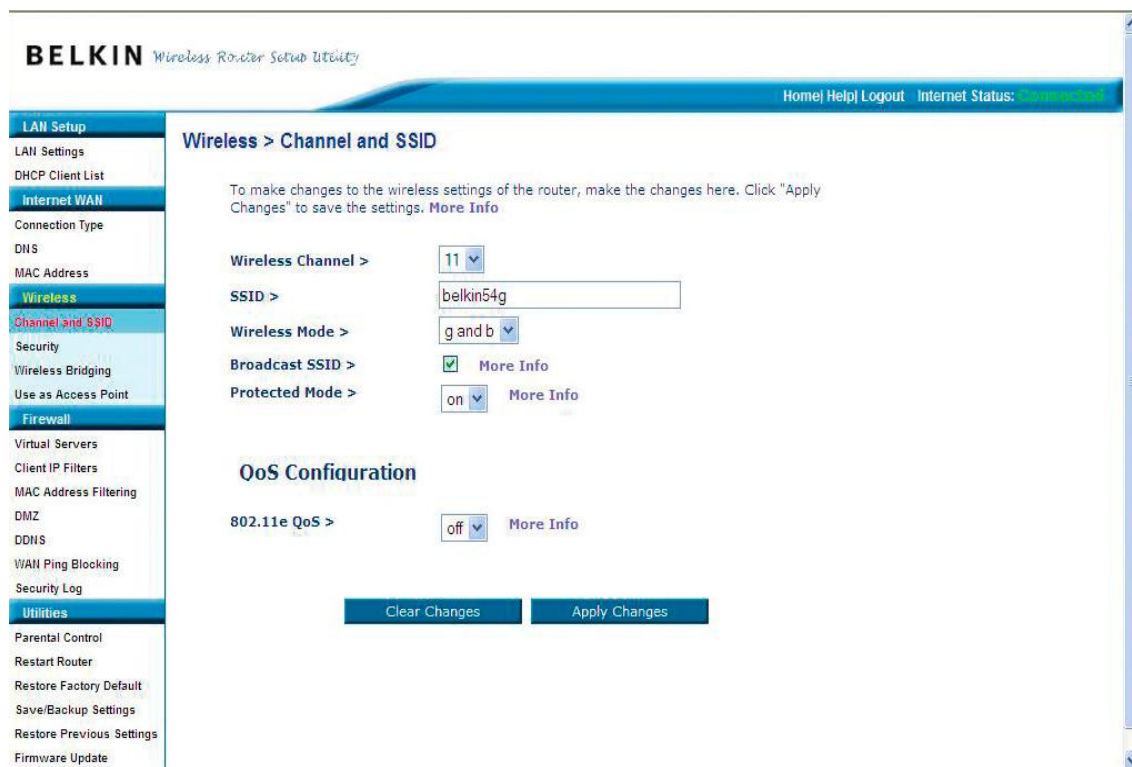 BELKIN Wireless Router Setup Utility
Home| Help| Logout Internet Status: Connected
LAN Setup
LAN Settings
DHCP Client List
Internet WAN
Connection Type
DNS
MAC Address
Wireless
Channel and SSID
Security
Wireless Bridging
Use as Access Point
Firewall
Virtual Servers
Client IP Filters
MAC Address Filtering
DMZ
DDNS
WAN Ping Blocking
Security Log
Utilities
Parental Control
Restart Router
Restore Factory Default
Save/Backup Settings
Restore Previous Settings
Firmware Update
Wireless > Channel and SSID
To make changes to the wireless settings of the router, make the changes here. Click "Apply
Changes" to save the settings. More Info
Wireless Channel > 11
SSID > belkin54g
Wireless Mode > g and b
Broadcast SSID > More Info
Protected Mode > on More Info
QoS Configuration
802.11e QoS > off More Info
Clear Changes Apply Changes